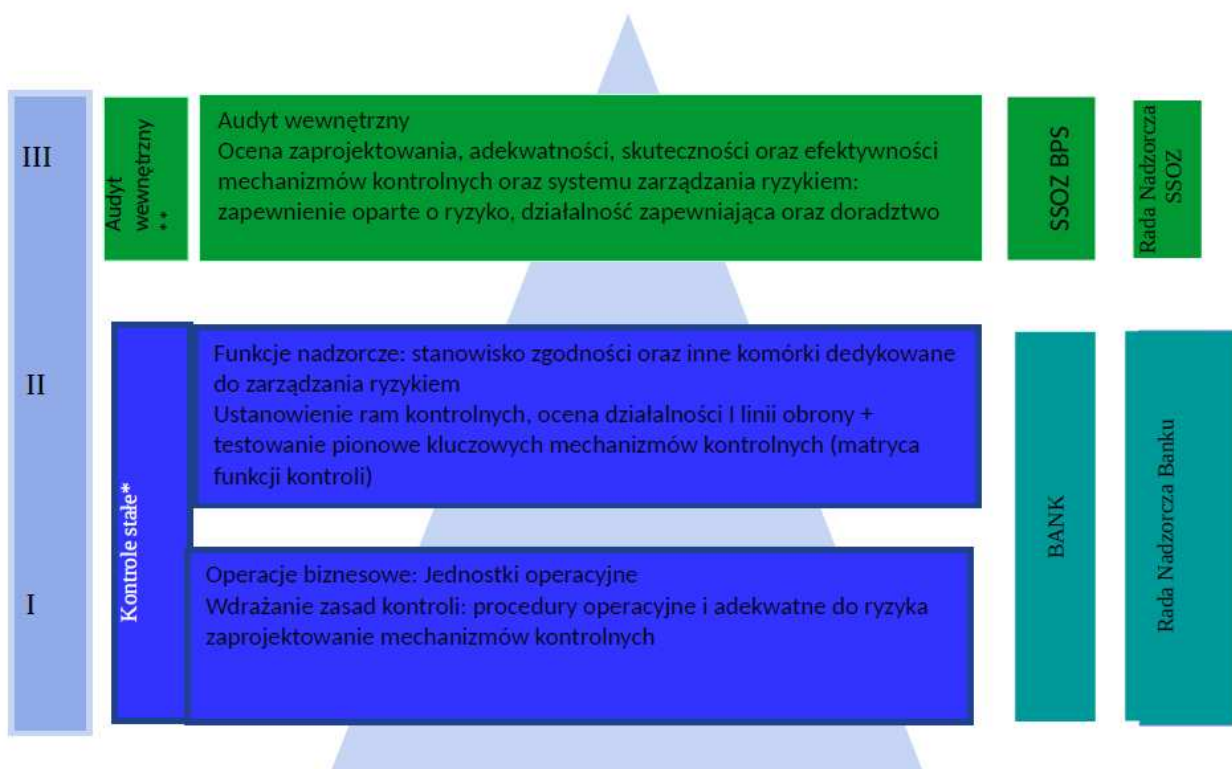 III
Audyt
wewnętrzny
**
Audyt wewnętrzny
Ocena zaprojektowania, adekwatności, skuteczności oraz efektywności
mechanizmów kontrolnych oraz systemu zarządzania ryzykiem:
zapewnienie oparte o ryzyko, działalność zapewniająca oraz doradztwo
SSOZ BPS
Rada Nadzorcza
SSOZ
II
Funkcje nadzorcze: stanowisko zgodności oraz inne komórki dedykowane
do zarządzania ryzykiem
Ustanowienie ram kontrolnych, ocena działalności I linii obrony +
testowanie pionowe kluczowych mechanizmów kontrolnych (matryca
funkcji kontroli)
I
Kontrole stałe*
Operacje biznesowe: Jednostki operacyjne
Wdrażanie zasad kontroli: procedury operacyjne i adekwatne do ryzyka
zaprojektowanie mechanizmów kontrolnych
BANK
Rada Nadzorcza Banku